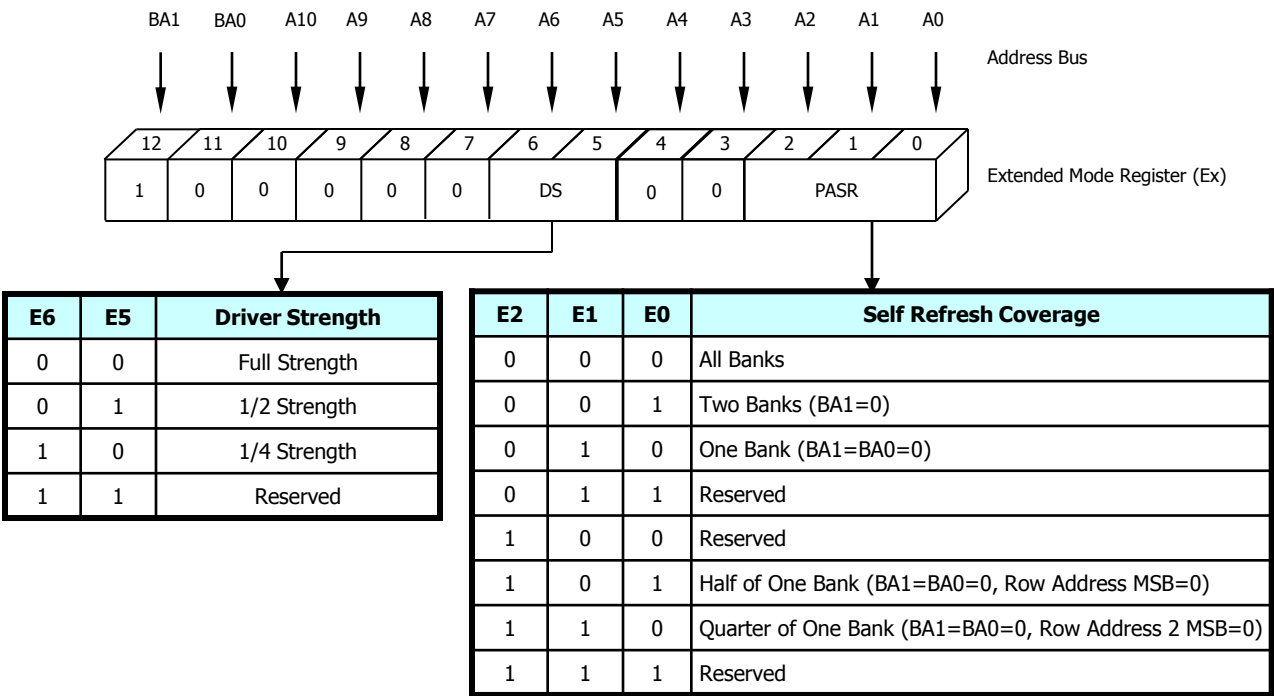 BA1 BA0 A10 A9 A8 A7 A6 A5 A4 A3 A2 A1 A0
Address Bus
12 11 10 9 8 7 6 5 4 3 2 1 0
1 0 0 0 0 0 DS 0 0 PASR
Extended Mode Register (Ex)
E6 E5 Driver Strength
0 0 Full Strength
0 1 1/2 Strength
1 0 1/4 Strength
1 1 Reserved
E2 E1 E0 Self Refresh Coverage
0 0 0 All Banks
0 0 1 Two Banks (BA1=0)
0 1 0 One Bank (BA1=BA0=0)
0 1 1 Reserved
1 0 0 Reserved
1 0 1 Half of One Bank (BA1=BA0=0, Row Address MSB=0)
1 1 0 Quarter of One Bank (BA1=BA0=0, Row Address 2 MSB=0)
1 1 1 Reserved